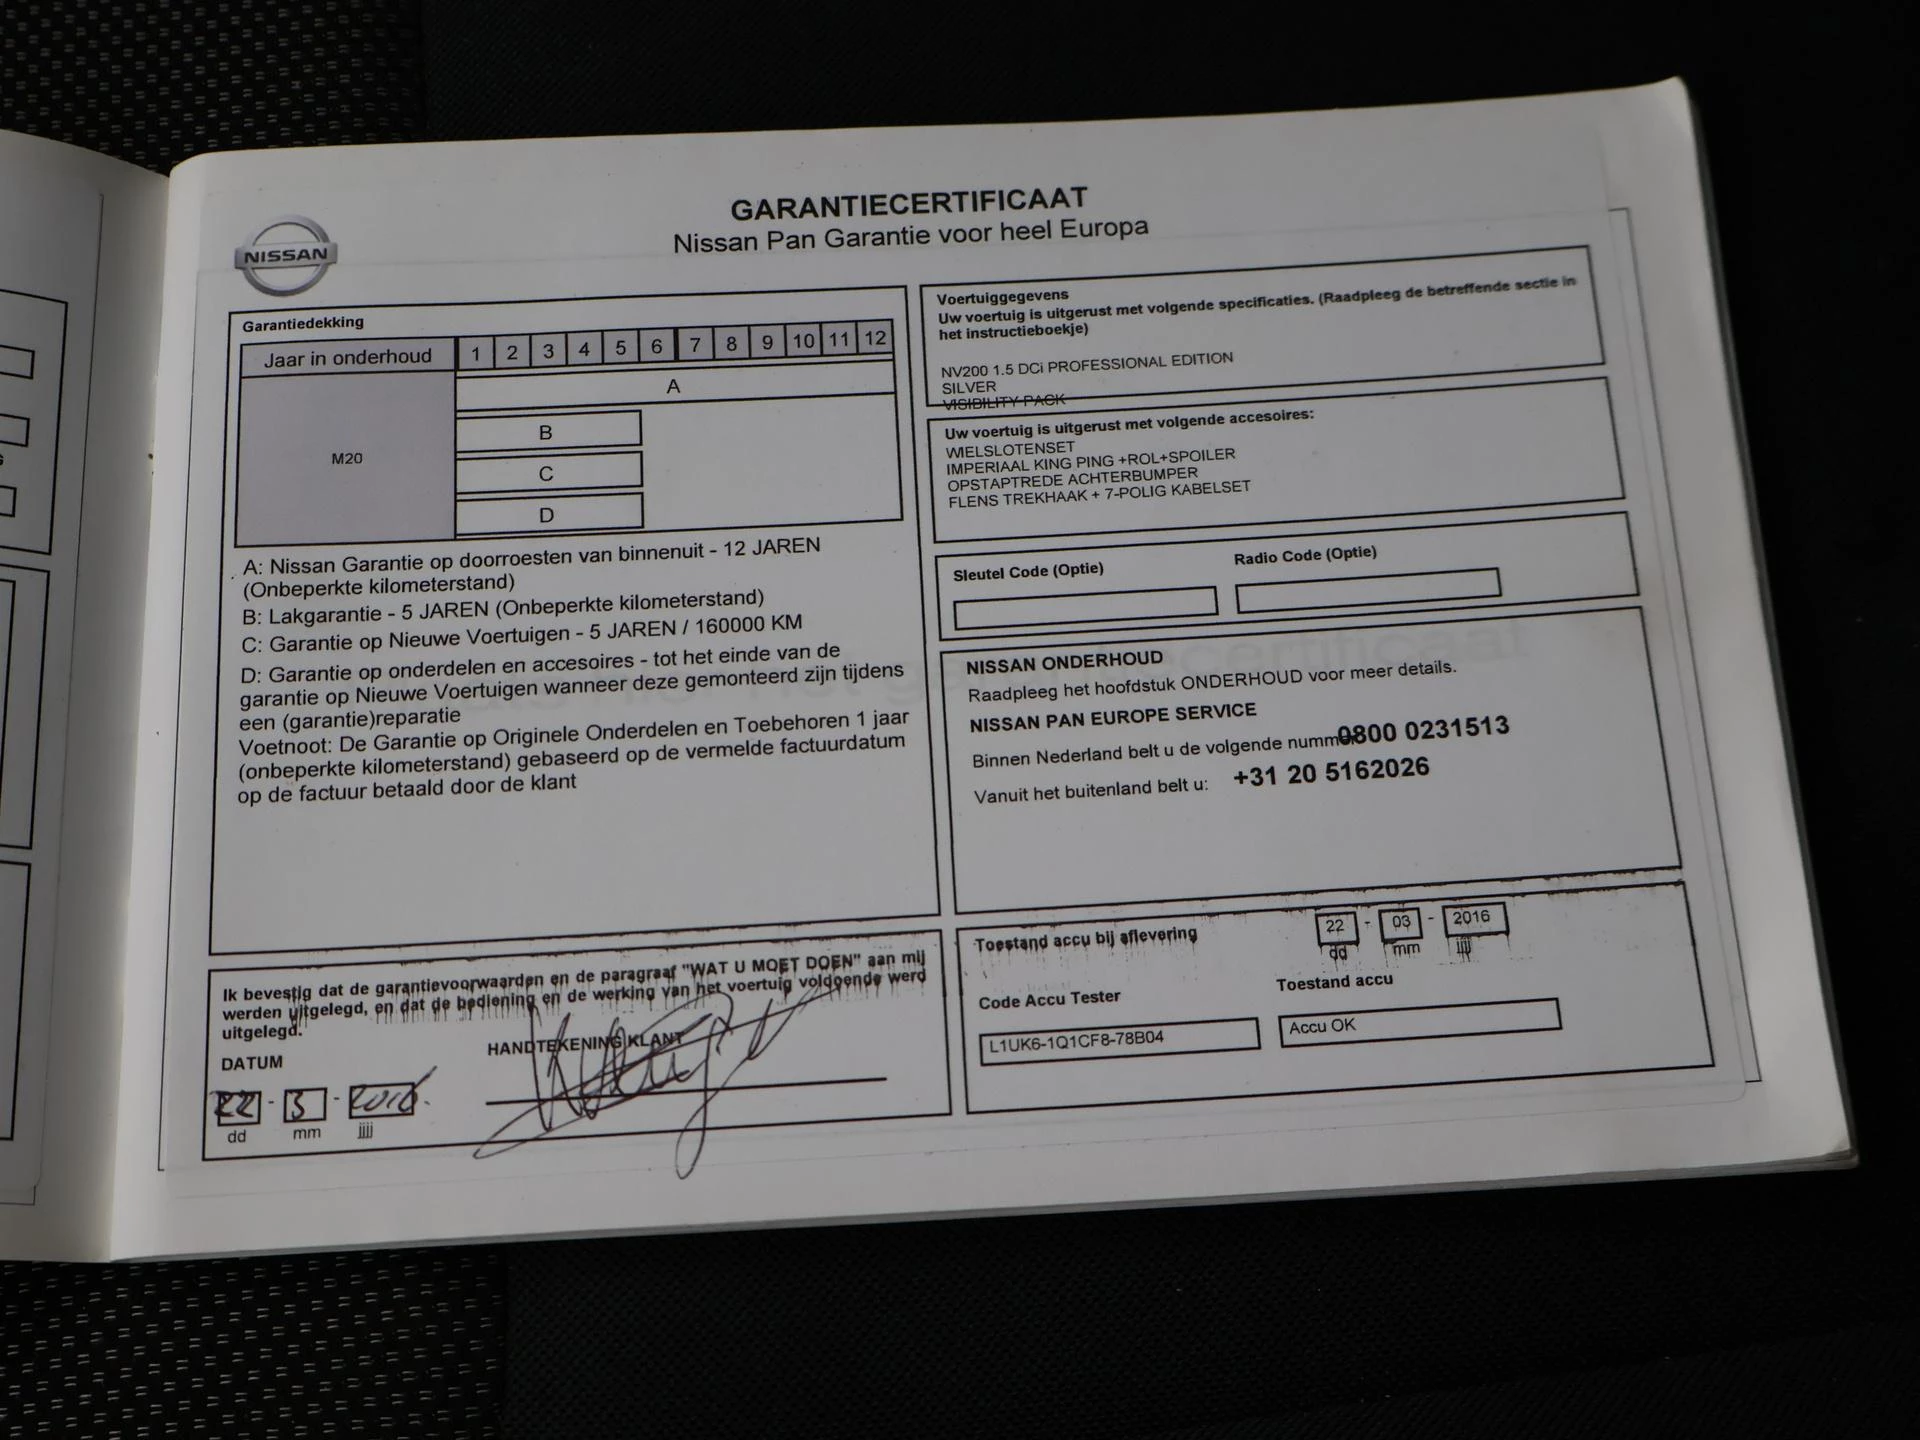 GARANTIECERTIFICAAT
Nissan Pan Garantie voor heel Europa
NISSAN
Garantiedekking
Jaar in onderhoud 1 2 3 4 5 6 7 8 9 10 11 12
A
B
M20
C
D
A: Nissan Garantie op doorroesten van binnenuit - 12 JAREN
(Onbeperkte kilometerstand)
B: Lakgarantie - 5 JAREN (Onbeperkte kilometerstand)
C: Garantie op Nieuwe Voertuigen - 5 JAREN / 160000 KM
D: Garantie op onderdelen en accesoires - tot het einde van de
garantie op Nieuwe Voertuigen wanneer deze gemonteerd zijn tijdens
een (garantie)reparatie
Voetnoot: De Garantie op Originele Onderdelen en Toebehoren 1 jaar
(onbeperkte kilometerstand) gebaseerd op de vermelde factuurdatum
op de factuur betaald door de klant
Ik bevestig dat de garantievoorwaarden en de paragraaf "WAT U MOET DOEN" aan mij
werden uitgelegd, en dat de bediening en de werking van het voertuig voldoende werd
uitgelegd.
DATUM
HANDTEKENING KLANT
22 - 3 - 2016
dd mm jjjj
Voertuiggegevens
Uw voertuig is uitgerust met volgende specificaties. (Raadpleeg de betreffende sectie in
het instructieboekje)
NV200 1.5 DCi PROFESSIONAL EDITION
SILVER
VISIBILITY PACK
Uw voertuig is uitgerust met volgende accesoires:
WIELSLOTENSET
IMPERIAAL KING PING +ROL+SPOILER
OPSTAPTREDE ACHTERBUMPER
FLENS TREKHAAK + 7-POLIG KABELSET
Sleutel Code (Optie) Radio Code (Optie)
NISSAN ONDERHOUD
Raadpleeg het hoofdstuk ONDERHOUD voor meer details.
NISSAN PAN EUROPE SERVICE
Binnen Nederland belt u de volgende numm 0800 0231513
Vanuit het buitenland belt u: +31 20 5162026
Toestand accu bij aflevering 22 - 03 - 2016
dd mm jjjj
Code Accu Tester Toestand accu
L1UK6-1Q1CF8-78B04 Accu OK